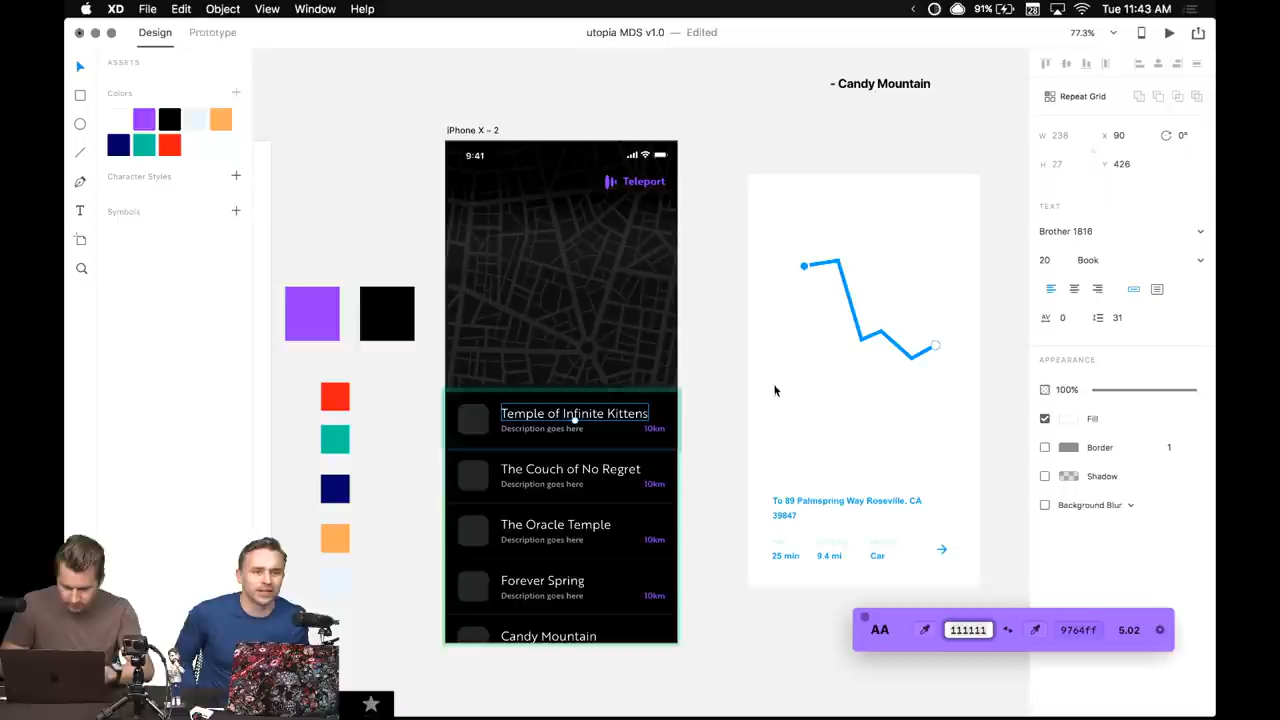 XD File Edit Object View Window Help
91% 28 Tue 11:43 AM
Design Prototype
utopia MDS v1.0 — Edited
77.3%
ASSETS
Colors
Character Styles
Symbols
- Candy Mountain
iPhone X – 2
9:41
Teleport
Temple of Infinite Kittens
Description goes here 10km
The Couch of No Regret
Description goes here 10km
The Oracle Temple
Description goes here 10km
Forever Spring
Description goes here 10km
Candy Mountain
To 89 Palmspring Way Roseville. CA
39847
25 min 9.4 mi Car
Repeat Grid
W 238 X 90 0°
H 27 Y 426
TEXT
Brother 1816
20 Book
AV 0 31
APPEARANCE
100%
Fill
Border 1
Shadow
Background Blur
AA 111111 9764ff 5.02